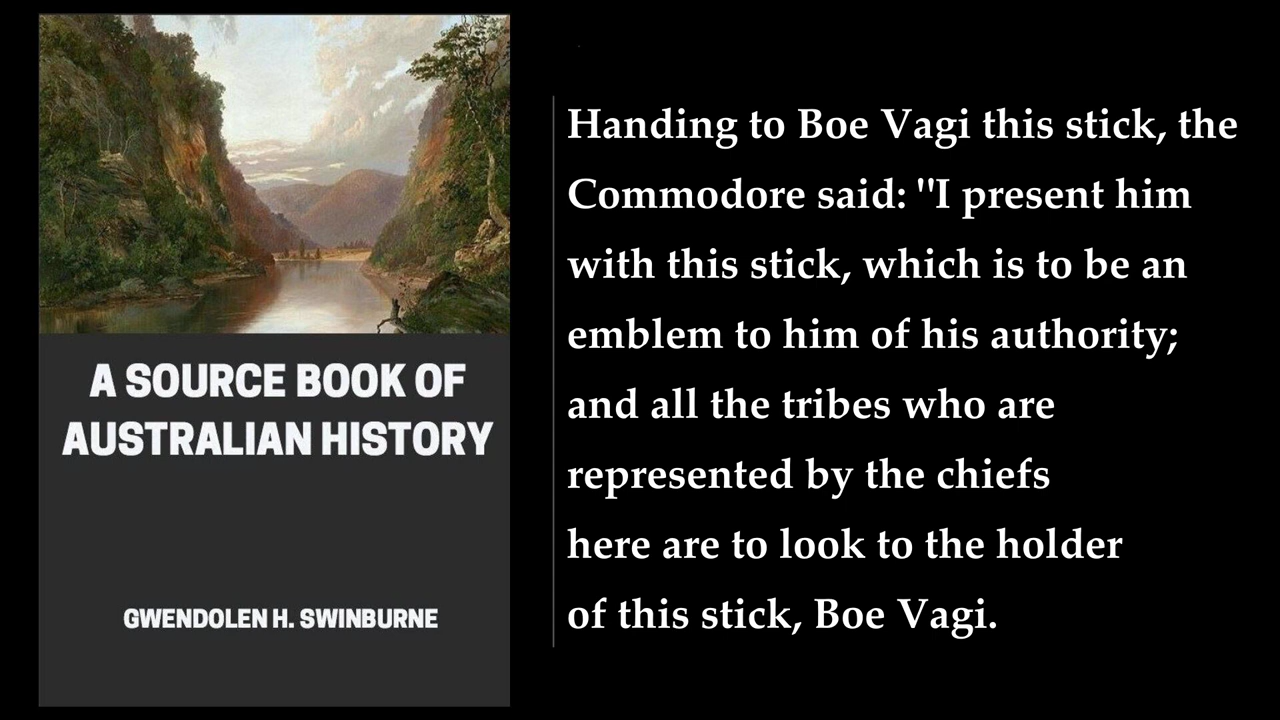 A SOURCE BOOK OF
AUSTRALIAN HISTORY
GWENDOLEN H. SWINBURNE
Handing to Boe Vagi this stick, the
Commodore said: "I present him
with this stick, which is to be an
emblem to him of his authority;
and all the tribes who are
represented by the chiefs
here are to look to the holder
of this stick, Boe Vagi.